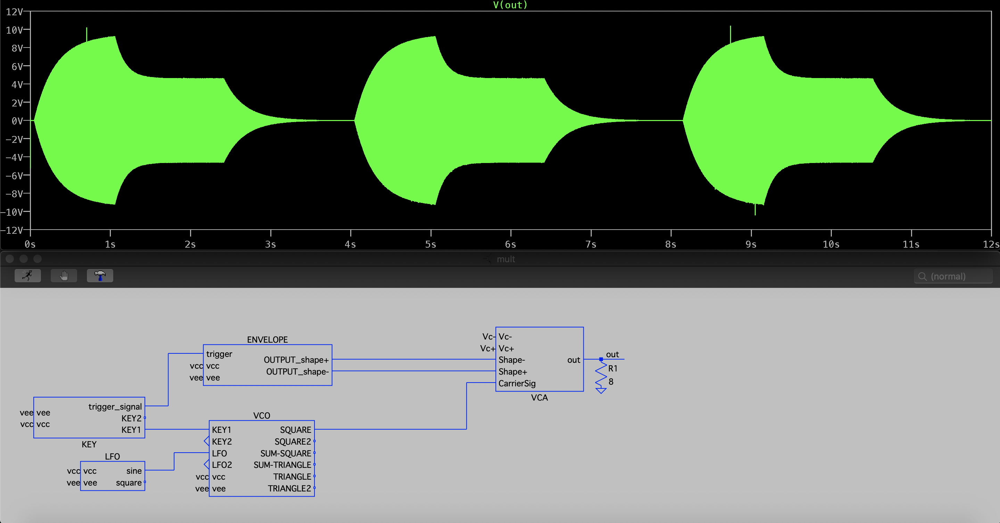 V(out)
12V
10V
8V
6V
4V
2V
0V
-2V
-4V
-6V
-8V
-10V
-12V
0s 1s 2s 3s 4s 5s 6s 7s 8s 9s 10s 11s 12s
mult
(normal)
ENVELOPE
trigger
vcc vcc
vee vee
OUTPUT_shape+
OUTPUT_shape-
Vc- Vc-
Vc+ Vc+
Shape-
Shape+
CarrierSig
out
VCA
out
R1
8
trigger_signal
vee vee
KEY2
vcc vcc
KEY1
KEY
LFO
vcc vcc sine
vee vee square
VCO
KEY1 SQUARE
KEY2 SQUARE2
LFO SUM-SQUARE
LFO2 SUM-TRIANGLE
vcc vcc TRIANGLE
vee vee TRIANGLE2